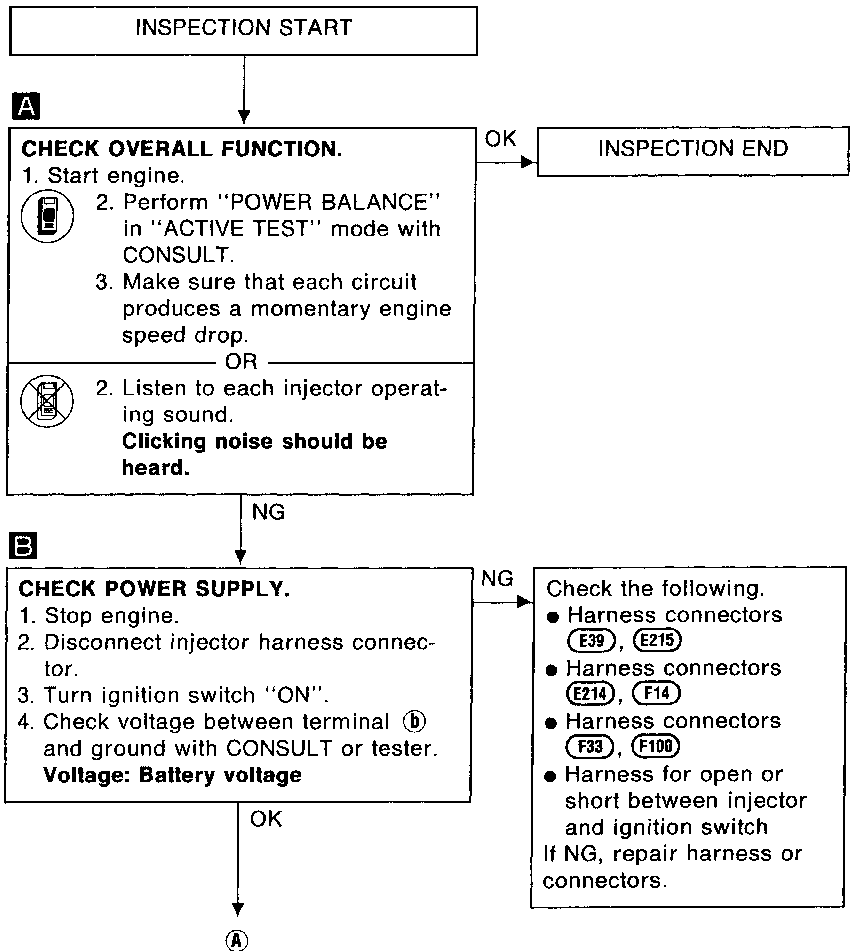 INSPECTION START
A
CHECK OVERALL FUNCTION.
1. Start engine.
2. Perform "POWER BALANCE"
in "ACTIVE TEST" mode with
CONSULT.
3. Make sure that each circuit
produces a momentary engine
speed drop.
OR
2. Listen to each injector operat-
ing sound.
Clicking noise should be
heard.
OK
INSPECTION END
NG
B
CHECK POWER SUPPLY.
1. Stop engine.
2. Disconnect injector harness connec-
tor.
3. Turn ignition switch "ON".
4. Check voltage between terminal ⓑ
and ground with CONSULT or tester.
Voltage: Battery voltage
NG
Check the following.
● Harness connectors
E39, E215
● Harness connectors
E214, F14
● Harness connectors
F33, F100
● Harness for open or
short between injector
and ignition switch
If NG, repair harness or
connectors.
OK
Ⓐ